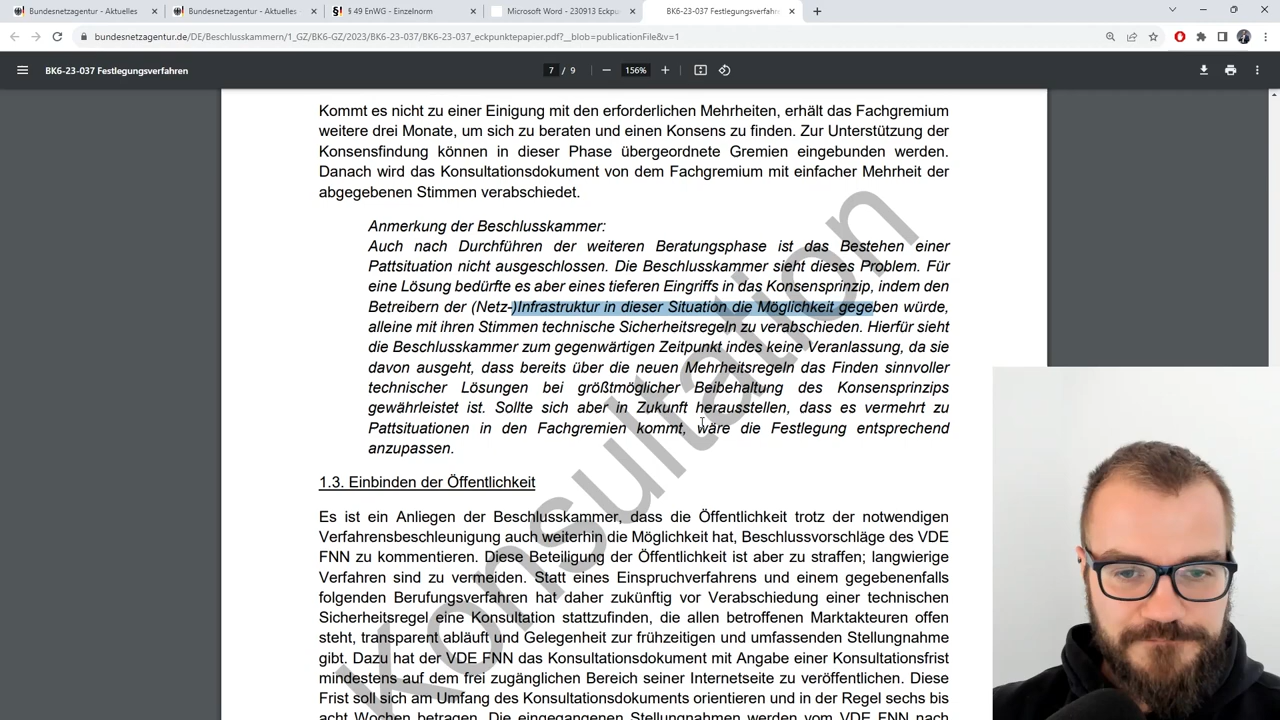 Bundesnetzagentur - Aktuelles
Bundesnetzagentur - Aktuelles
§ 49 EnWG - Einzelnorm
Microsoft Word - 230913 Eckpu
BK6-23-037 Festlegungsverfahre
bundesnetzagentur.de/DE/Beschlusskammern/1_GZ/BK6-GZ/2023/BK6-23-037/BK6-23-037_eckpunktepapier.pdf?__blob=publicationFile&v=1
BK6-23-037 Festlegungsverfahren
7 / 9
156%
Kommt es nicht zu einer Einigung mit den erforderlichen Mehrheiten, erhält das Fachgremium
weitere drei Monate, um sich zu beraten und einen Konsens zu finden. Zur Unterstützung der
Konsensfindung können in dieser Phase übergeordnete Gremien eingebunden werden.
Danach wird das Konsultationsdokument von dem Fachgremium mit einfacher Mehrheit der
abgegebenen Stimmen verabschiedet.
Anmerkung der Beschlusskammer:
Auch nach Durchführen der weiteren Beratungsphase ist das Bestehen einer
Pattsituation nicht ausgeschlossen. Die Beschlusskammer sieht dieses Problem. Für
eine Lösung bedürfte es aber eines tieferen Eingriffs in das Konsensprinzip, indem den
Betreibern der (Netz-)Infrastruktur in dieser Situation die Möglichkeit gegeben würde,
alleine mit ihren Stimmen technische Sicherheitsregeln zu verabschieden. Hierfür sieht
die Beschlusskammer zum gegenwärtigen Zeitpunkt indes keine Veranlassung, da sie
davon ausgeht, dass bereits über die neuen Mehrheitsregeln das Finden sinnvoller
technischer Lösungen bei größtmöglicher Beibehaltung des Konsensprinzips
gewährleistet ist. Sollte sich aber in Zukunft herausstellen, dass es vermehrt zu
Pattsituationen in den Fachgremien kommt, wäre die Festlegung entsprechend
anzupassen.
1.3. Einbinden der Öffentlichkeit
Es ist ein Anliegen der Beschlusskammer, dass die Öffentlichkeit trotz der notwendigen
Verfahrensbeschleunigung auch weiterhin die Möglichkeit hat, Beschlussvorschläge des VDE
FNN zu kommentieren. Diese Beteiligung der Öffentlichkeit ist aber zu straffen; langwierige
Verfahren sind zu vermeiden. Statt eines Einspruchverfahrens und einem gegebenenfalls
folgenden Berufungsverfahren hat daher zukünftig vor Verabschiedung einer technischen
Sicherheitsregel eine Konsultation stattzufinden, die allen betroffenen Marktakteuren offen
steht, transparent abläuft und Gelegenheit zur frühzeitigen und umfassenden Stellungnahme
gibt. Dazu hat der VDE FNN das Konsultationsdokument mit Angabe einer Konsultationsfrist
mindestens auf dem frei zugänglichen Bereich seiner Internetseite zu veröffentlichen. Diese
Frist soll sich am Umfang des Konsultationsdokuments orientieren und in der Regel sechs bis
acht Wochen betragen. Die eingegangenen Stellungnahmen werden vom VDE FNN nach
Konsultation